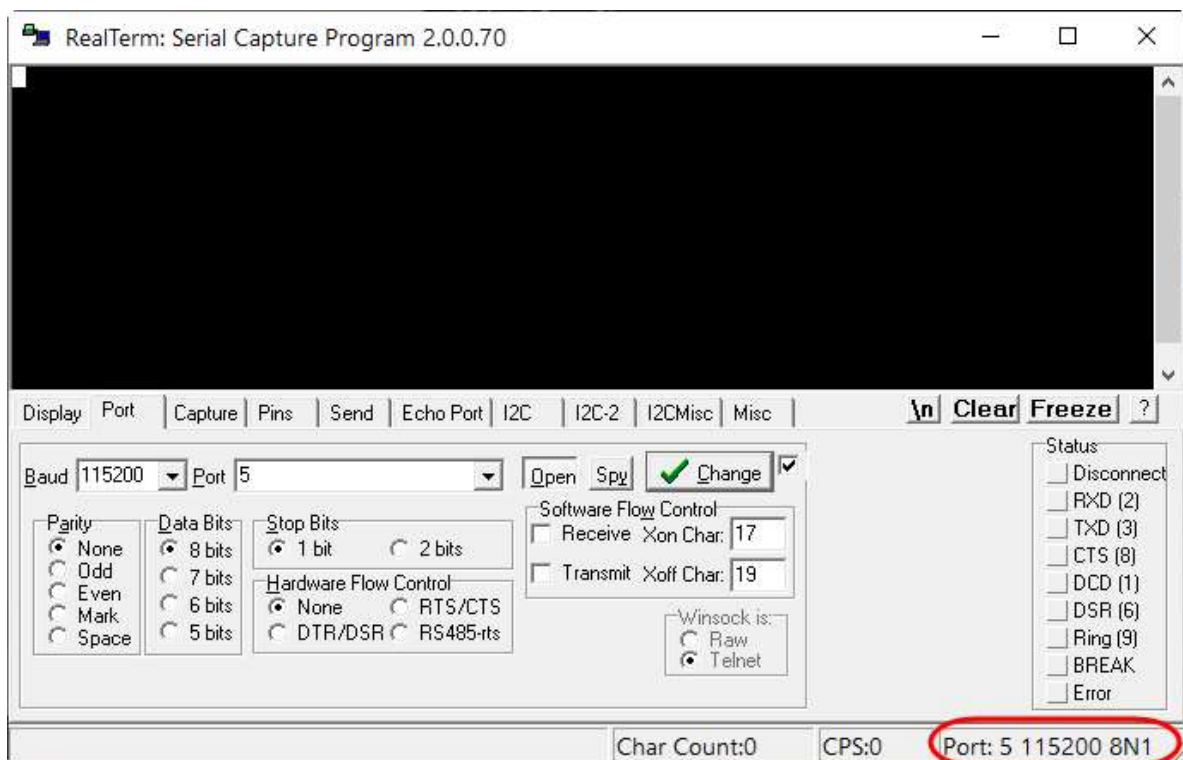 RealTerm: Serial Capture Program 2.0.0.70
Display Port Capture Pins Send Echo Port I2C I2C-2 I2CMisc Misc \n Clear Freeze ?
Baud 115200 Port 5 Open Spy Change
Parity
None
Odd
Even
Mark
Space
Data Bits
8 bits
7 bits
6 bits
5 bits
Stop Bits
1 bit 2 bits
Hardware Flow Control
None RTS/CTS
DTR/DSR RS485-rts
Software Flow Control
Receive Xon Char: 17
Transmit Xoff Char: 19
Winsock is:
Raw
Telnet
Status
Disconnect
RXD (2)
TXD (3)
CTS (8)
DCD (1)
DSR (6)
Ring (9)
BREAK
Error
Char Count:0 CPS:0 Port: 5 115200 8N1